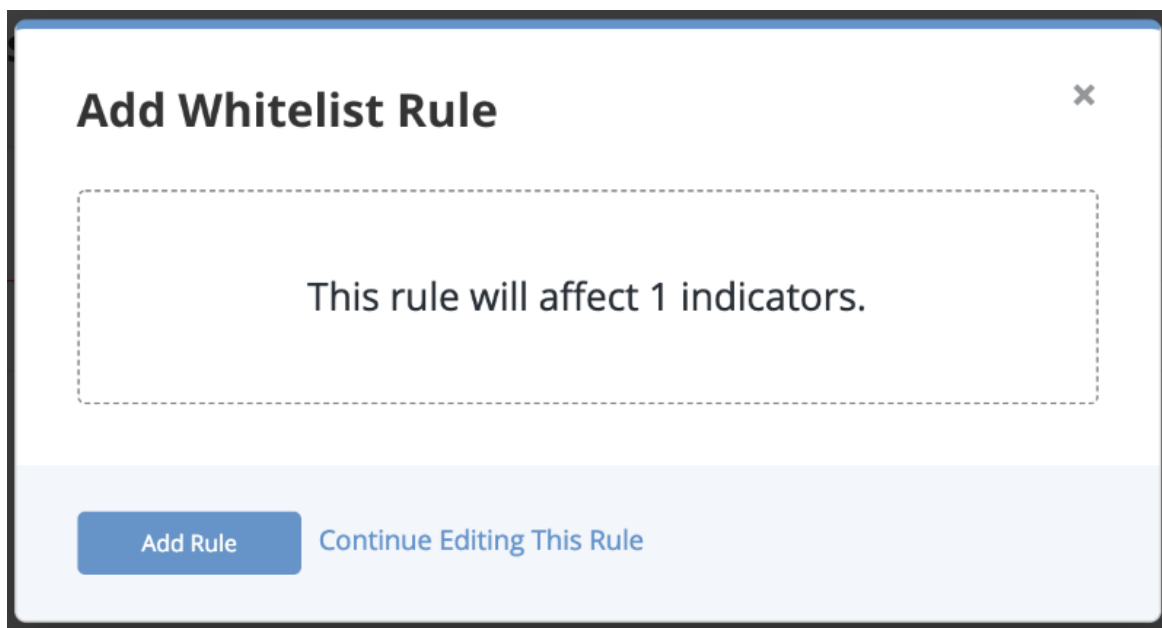 Add Whitelist Rule
×
This rule will affect 1 indicators.
Add Rule
Continue Editing This Rule